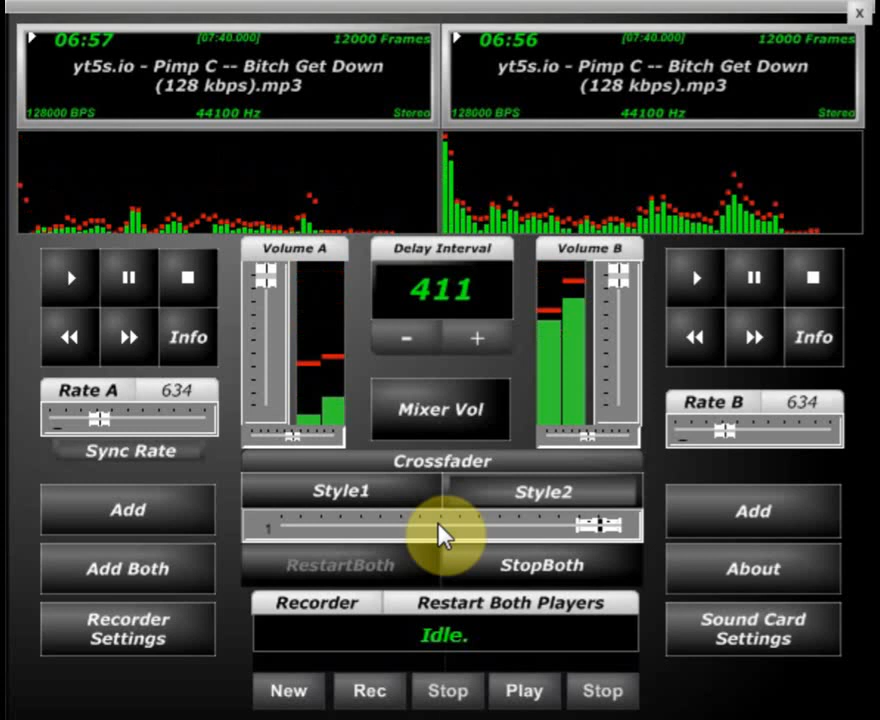 x
06:57 [07:40.000] 12000 Frames
yt5s.io - Pimp C -- Bitch Get Down
(128 kbps).mp3
128000 BPS 44100 Hz Stereo
06:56 [07:40.000] 12000 Frames
yt5s.io - Pimp C -- Bitch Get Down
(128 kbps).mp3
128000 BPS 44100 Hz Stereo
Volume A
Delay Interval
Volume B
411
- +
Info
Info
Rate A 634
Mixer Vol
Rate B 634
Sync Rate
Crossfader
Style1 Style2
1
Add
Add
RestartBoth StopBoth
Add Both
About
Recorder Restart Both Players
Recorder
Settings
Idle.
Sound Card
Settings
New Rec Stop Play Stop